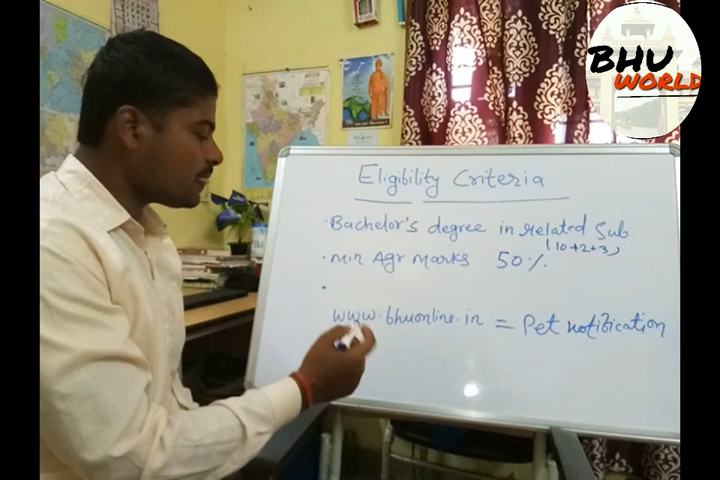 BHU
WORLD
Eligibility Criteria
· Bachelor's degree in related Sub
(10+2+3)
· min Agr marks 50%
·
www.bhuonline.in = Pet notification